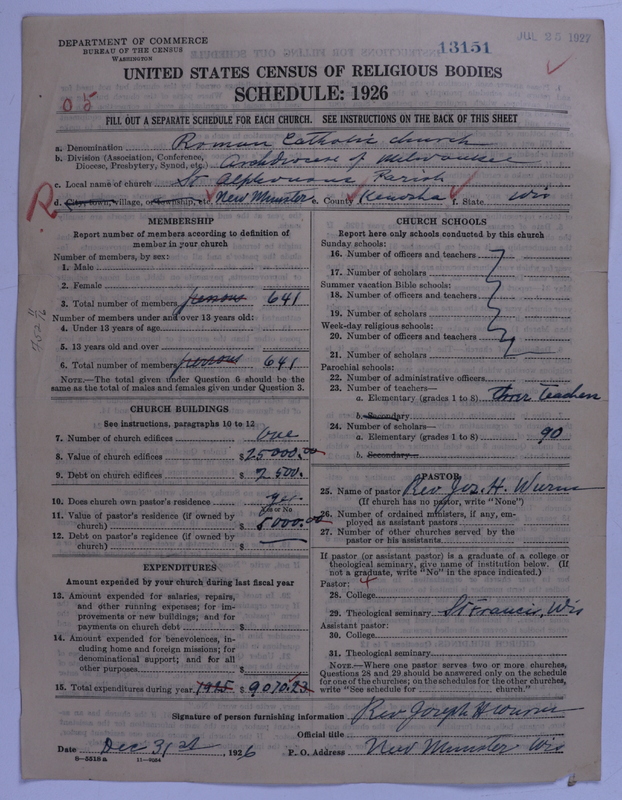 DEPARTMENT OF COMMERCE
BUREAU OF THE CENSUS
WASHINGTON
13151
JUL 26 1927
UNITED STATES CENSUS OF RELIGIOUS BODIES
SCHEDULE: 1926
05
FILL OUT A SEPARATE SCHEDULE FOR EACH CHURCH. SEE INSTRUCTIONS ON THE BACK OF THIS SHEET
a. Denomination Roman Catholic church
b. Division (Association, Conference, Diocese, Presbytery, Synod, etc.) Archdiocese of Milwaukee
c. Local name of church St Alphonsus Parish
R
d. City, town, village, or township, etc. New Munster e. County Kenosha f. State Wis
MEMBERSHIP
Report number of members according to definition of
member in your church
Number of members, by sex:
1. Male
2. Female
3. Total number of members persons 641
Number of members under and over 13 years old:
4. Under 13 years of age
5. 13 years old and over
6. Total number of members persons 641
NOTE.—The total given under Question 6 should be the
same as the total of males and females given under Question 3.
CHURCH BUILDINGS
See instructions, paragraphs 10 to 12
7. Number of church edifices One
8. Value of church edifices $25000.00
9. Debt on church edifices $2500.
10. Does church own pastor's residence yes
Yes or No
11. Value of pastor's residence (if owned by
church) $5000.00
12. Debt on pastor's residence (if owned by
church) $
EXPENDITURES
Amount expended by your church during last fiscal year
13. Amount expended for salaries, repairs,
and other running expenses; for im-
provements or new buildings; and for
payments on church debt $
14. Amount expended for benevolences, in-
cluding home and foreign missions; for
denominational support; and for all
other purposes $
15. Total expenditures during year 1925 $9070.23
CHURCH SCHOOLS
Report here only schools conducted by this church
Sunday schools:
16. Number of officers and teachers
17. Number of scholars
Summer vacation Bible schools:
18. Number of officers and teachers
19. Number of scholars
Week-day religious schools:
20. Number of officers and teachers
21. Number of scholars
Parochial schools:
22. Number of administrative officers
23. Number of teachers—
a. Elementary (grades 1 to 8) three Teachers
b. Secondary
24. Number of scholars—
a. Elementary (grades 1 to 8) 90
b. Secondary
PASTOR
25. Name of pastor Rev Jos. H. Wurm
(If church has no pastor, write "None")
26. Number of ordained ministers, if any, em-
ployed as assistant pastors
27. Number of other churches served by the
pastor or his assistants
If pastor (or assistant pastor) is a graduate of a college or
theological seminary, give name of institution below. (If
not a graduate, write "No" in the space indicated.)
Pastor:
28. College
29. Theological seminary St Francis, Wis
Assistant pastor:
30. College
31. Theological seminary
NOTE.—Where one pastor serves two or more churches,
Questions 28 and 29 should be answered only on the schedule
for one of the churches; on the schedules for the other churches,
write "See schedule for church."
Signature of person furnishing information Rev Joseph H Wurm
Official title
Date Dec 31st, 1926 P. O. Address New Munster Wis
8-5518a 11-9084